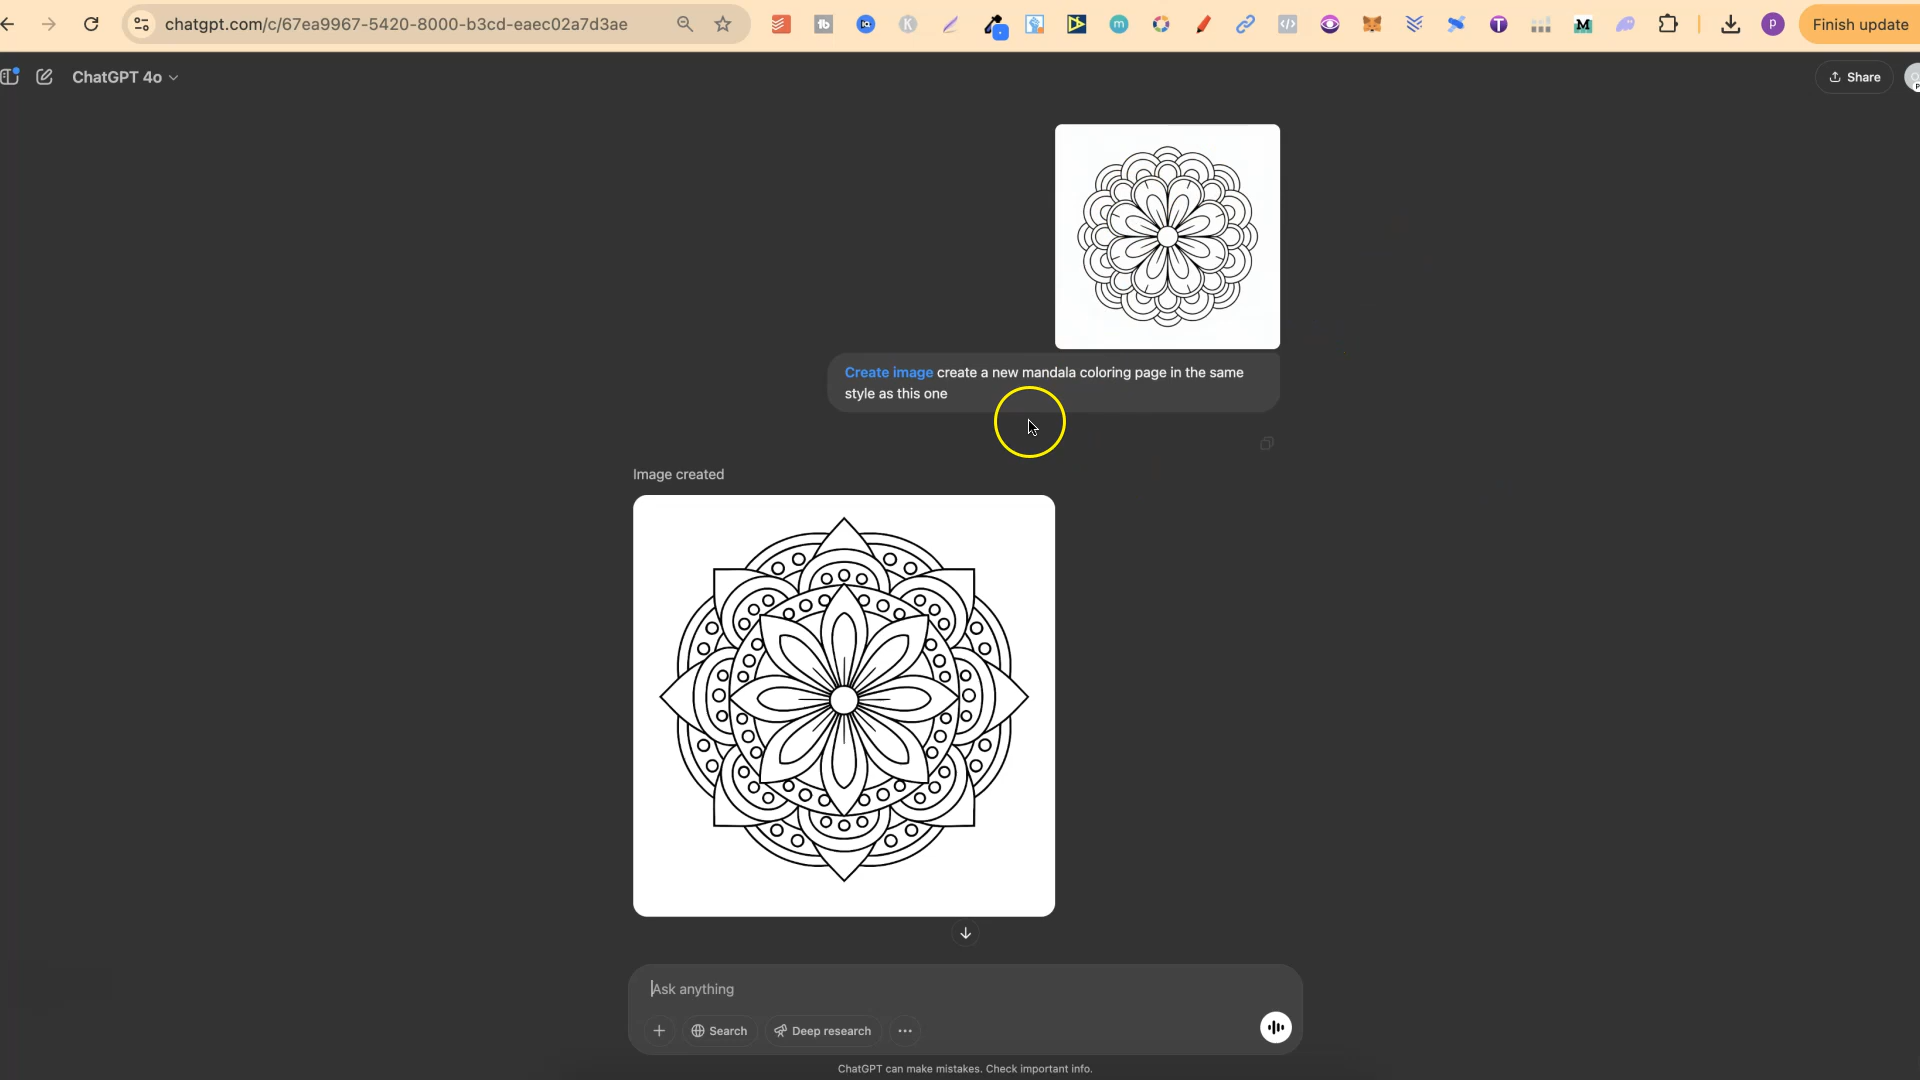 chatgpt.com/c/67ea9967-5420-8000-b3cd-eaec02a7d3ae
Finish update
ChatGPT 4o
Share
Create image create a new mandala coloring page in the same
style as this one
Image created
Ask anything
Search
Deep research
ChatGPT can make mistakes. Check important info.